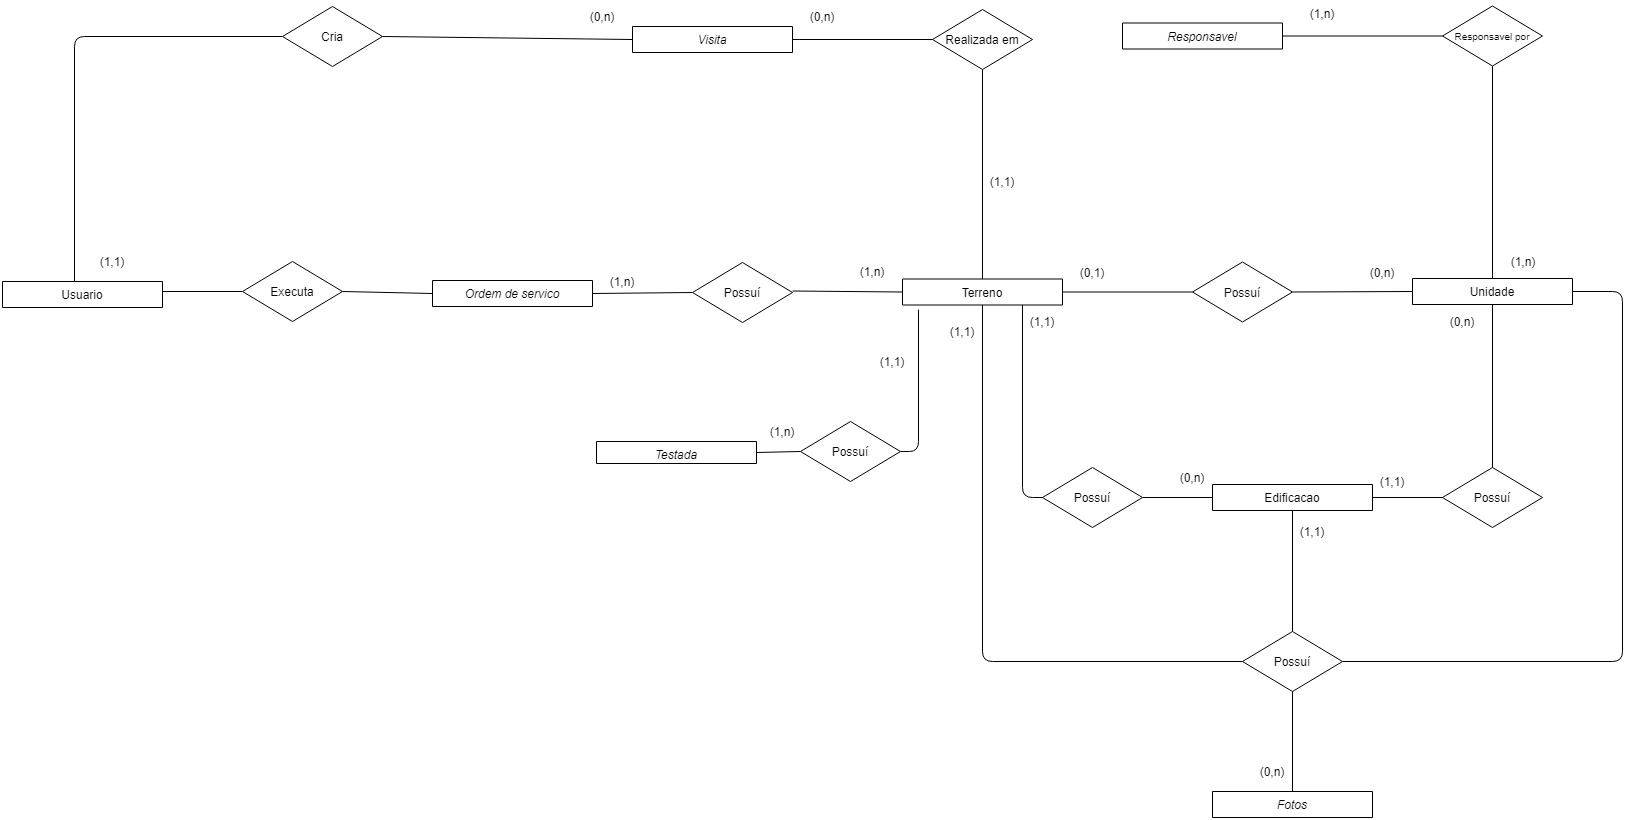 Cria
(0,n)
Visita
(0,n)
Realizada em
Responsavel
(1,n)
Responsavel por
(1,1)
(1,1)
(1,n)
Usuario
Executa
Ordem de servico
(1,n)
Possuí
(1,n)
Terreno
(0,1)
Possuí
(0,n)
Unidade
(1,1)
(1,1)
(0,n)
(1,1)
Testada
(1,n)
Possuí
Possuí
(0,n)
Edificacao
(1,1)
Possuí
(1,1)
Possuí
(0,n)
Fotos